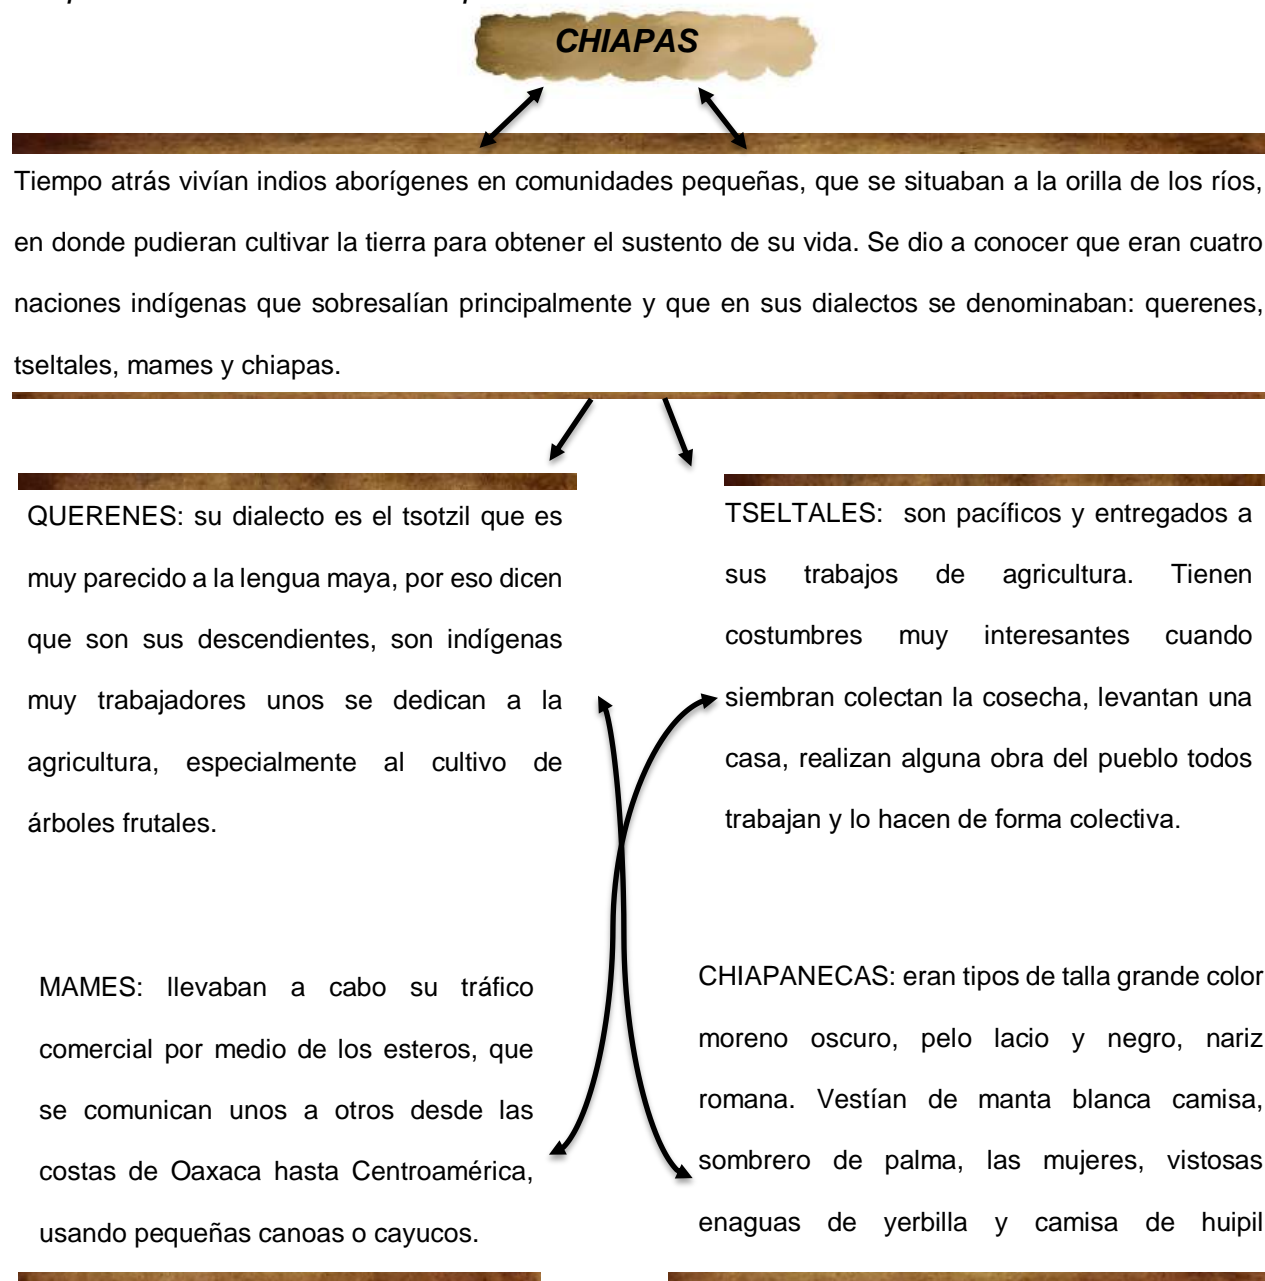 CHIAPAS
Tiempo atrás vivían indios aborígenes en comunidades pequeñas, que se situaban a la orilla de los ríos,
en donde pudieran cultivar la tierra para obtener el sustento de su vida. Se dio a conocer que eran cuatro
naciones indígenas que sobresalían principalmente y que en sus dialectos se denominaban: querenes,
tseltales, mames y chiapas.
QUERENES: su dialecto es el tsotzil que es
muy parecido a la lengua maya, por eso dicen
que son sus descendientes, son indígenas
muy trabajadores unos se dedican a la
agricultura, especialmente al cultivo de
árboles frutales.
TSELTALES: son pacíficos y entregados a
sus trabajos de agricultura. Tienen
costumbres muy interesantes cuando
siembran colectan la cosecha, levantan una
casa, realizan alguna obra del pueblo todos
trabajan y lo hacen de forma colectiva.
MAMES: llevaban a cabo su tráfico
comercial por medio de los esteros, que
se comunican unos a otros desde las
costas de Oaxaca hasta Centroamérica,
usando pequeñas canoas o cayucos.
CHIAPANECAS: eran tipos de talla grande color
moreno oscuro, pelo lacio y negro, nariz
romana. Vestían de manta blanca camisa,
sombrero de palma, las mujeres, vistosas
enaguas de yerbilla y camisa de huipil